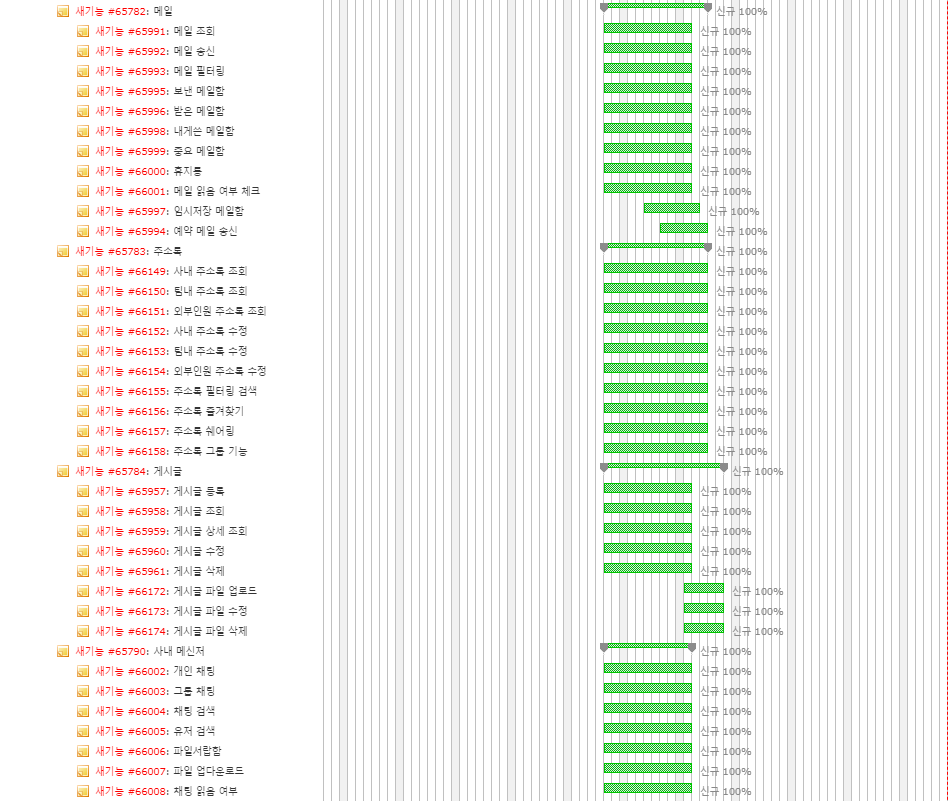 새기능 #65782: 메일 신규 100%
새기능 #65991: 메일 조회 신규 100%
새기능 #65992: 메일 송신 신규 100%
새기능 #65993: 메일 필터링 신규 100%
새기능 #65995: 보낸 메일함 신규 100%
새기능 #65996: 받은 메일함 신규 100%
새기능 #65998: 내게쓴 메일함 신규 100%
새기능 #65999: 중요 메일함 신규 100%
새기능 #66000: 휴지통 신규 100%
새기능 #66001: 메일 읽음 여부 체크 신규 100%
새기능 #65997: 임시저장 메일함 신규 100%
새기능 #65994: 예약 메일 송신 신규 100%
새기능 #65783: 주소록 신규 100%
새기능 #66149: 사내 주소록 조회 신규 100%
새기능 #66150: 팀내 주소록 조회 신규 100%
새기능 #66151: 외부인원 주소록 조회 신규 100%
새기능 #66152: 사내 주소록 수정 신규 100%
새기능 #66153: 팀내 주소록 수정 신규 100%
새기능 #66154: 외부인원 주소록 수정 신규 100%
새기능 #66155: 주소록 필터링 검색 신규 100%
새기능 #66156: 주소록 즐겨찾기 신규 100%
새기능 #66157: 주소록 쉐어링 신규 100%
새기능 #66158: 주소록 그룹 기능 신규 100%
새기능 #65784: 게시글 신규 100%
새기능 #65957: 게시글 등록 신규 100%
새기능 #65958: 게시글 조회 신규 100%
새기능 #65959: 게시글 상세 조회 신규 100%
새기능 #65960: 게시글 수정 신규 100%
새기능 #65961: 게시글 삭제 신규 100%
새기능 #66172: 게시글 파일 업로드 신규 100%
새기능 #66173: 게시글 파일 수정 신규 100%
새기능 #66174: 게시글 파일 삭제 신규 100%
새기능 #65790: 사내 메신저 신규 100%
새기능 #66002: 개인 채팅 신규 100%
새기능 #66003: 그룹 채팅 신규 100%
새기능 #66004: 채팅 검색 신규 100%
새기능 #66005: 유저 검색 신규 100%
새기능 #66006: 파일서랍함 신규 100%
새기능 #66007: 파일 업다운로드 신규 100%
새기능 #66008: 채팅 읽음 여부 신규 100%